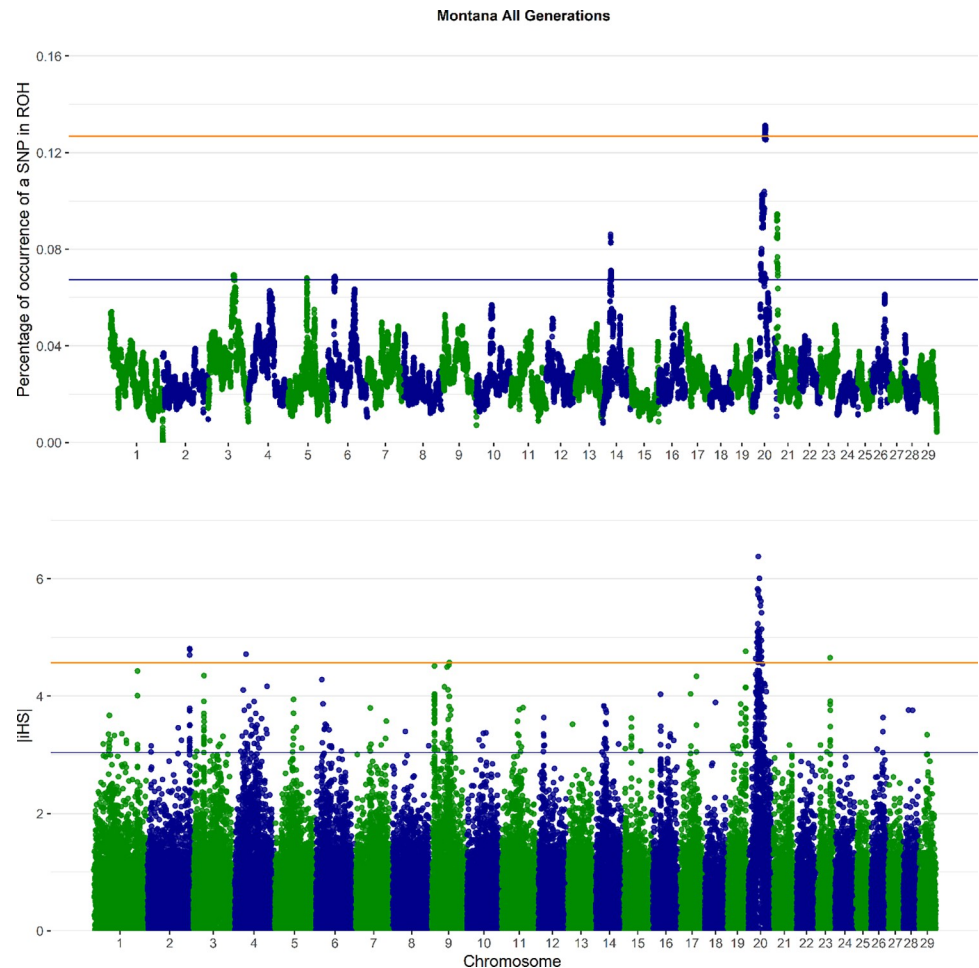 Montana All Generations
Percentage of occurrence of a SNP in ROH
0.16
0.12
0.08
0.04
0.00
1 2 3 4 5 6 7 8 9 10 11 12 13 14 15 16 17 18 19 20 21 22 23 24 25 26 27 28 29
|iHS|
6
4
2
0
1 2 3 4 5 6 7 8 9 10 11 12 13 14 15 16 17 18 19 20 21 22 23 24 25 26 28 29
Chromosome